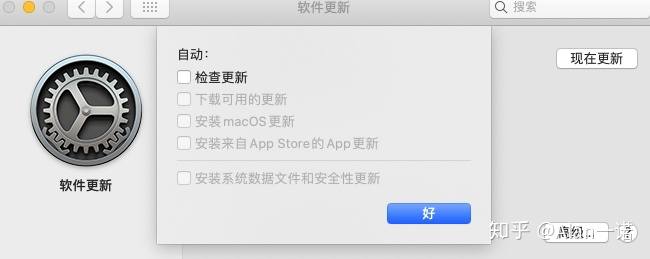 软件更新
搜索
自动：
检查更新
现在更新
下载可用的更新
安装 macOS 更新
安装来自 App Store 的 App 更新
软件更新
安装系统数据文件和安全性更新
好
高级...
?
知乎